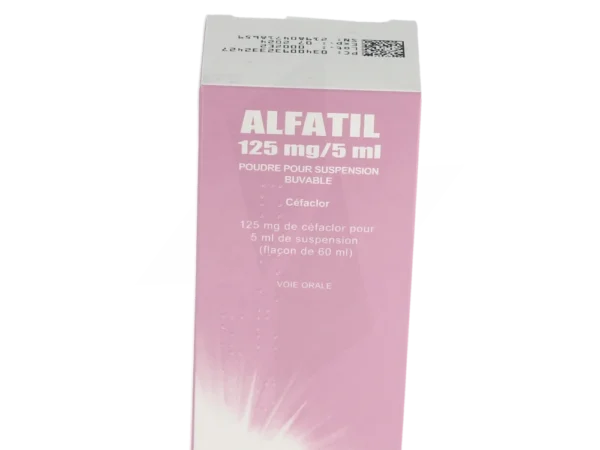 ALFATIL
125 mg/5 ml
POUDRE POUR SUSPENSION
BUVABLE
Céfaclor
125 mg de céfaclor pour
5 ml de suspension
(flacon de 60 ml)
VOIE ORALE